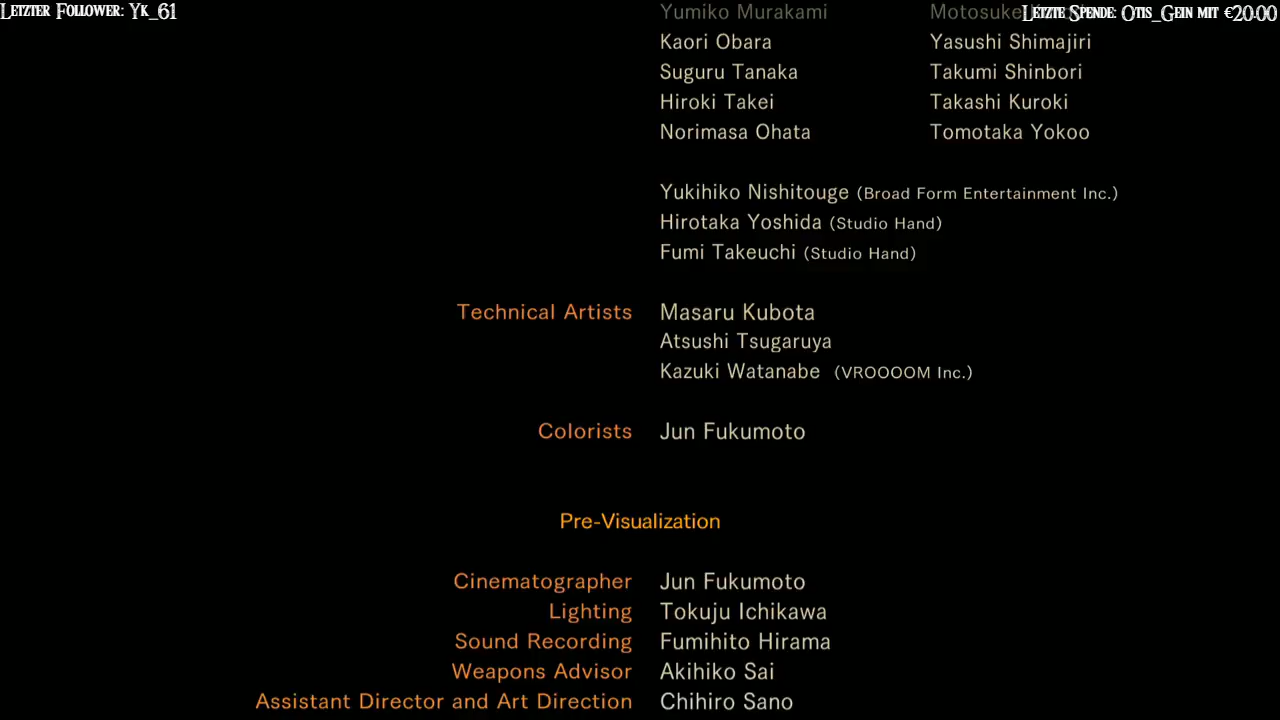 Letzter Follower: Yk_61
Letzte Spende: Otis_Gein mit €20.00
Yumiko Murakami Motosuke
Kaori Obara Yasushi Shimajiri
Suguru Tanaka Takumi Shinbori
Hiroki Takei Takashi Kuroki
Norimasa Ohata Tomotaka Yokoo
Yukihiko Nishitouge (Broad Form Entertainment Inc.)
Hirotaka Yoshida (Studio Hand)
Fumi Takeuchi (Studio Hand)
Technical Artists Masaru Kubota
Atsushi Tsugaruya
Kazuki Watanabe (VROOOOM Inc.)
Colorists Jun Fukumoto
Pre-Visualization
Cinematographer Jun Fukumoto
Lighting Tokuju Ichikawa
Sound Recording Fumihito Hirama
Weapons Advisor Akihiko Sai
Assistant Director and Art Direction Chihiro Sano